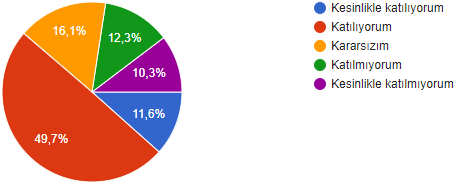 Kesinlikle katılıyorum
Katılıyorum
Kararsızım
Katılmıyorum
Kesinlikle katılmıyorum
16,1%
12,3%
10,3%
11,6%
49,7%